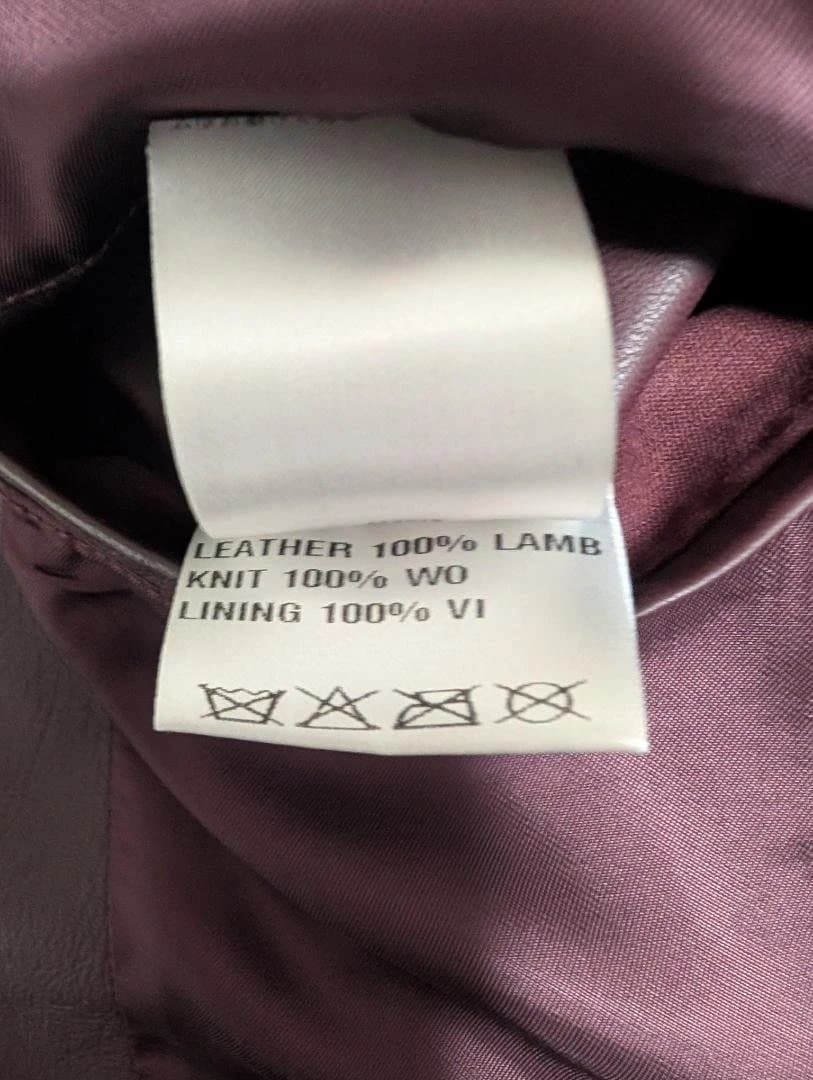 LEATHER 100% LAMB
KNIT 100% WO
LINING 100% VI